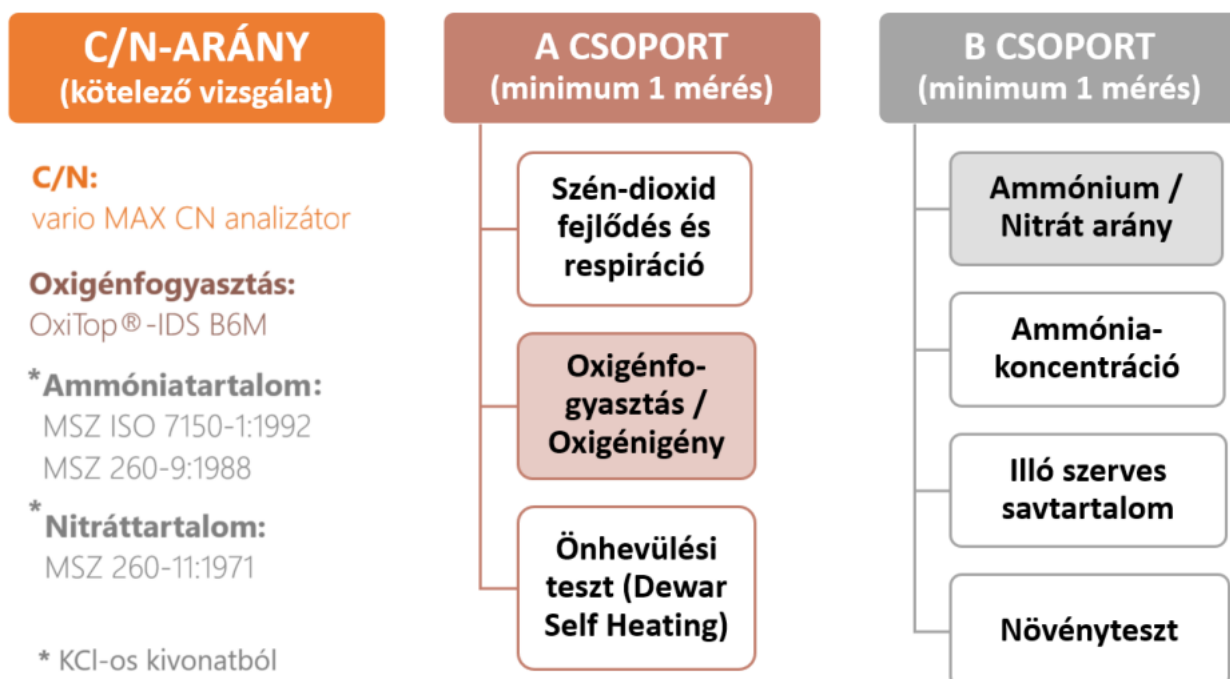 C/N-ARÁNY
(kötelező vizsgálat)
C/N:
vario MAX CN analizátor
Oxigénfogyasztás:
OxiTop®-IDS B6M
*Ammóniatartalom:
MSZ ISO 7150-1:1992
MSZ 260-9:1988
*Nitráttartalom:
MSZ 260-11:1971
* KCl-os kivonatból
A CSOPORT
(minimum 1 mérés)
Szén-dioxid
fejlődés és
respiráció
Oxigénfo-
gyasztás /
Oxigénigény
Önhevülési
teszt (Dewar
Self Heating)
B CSOPORT
(minimum 1 mérés)
Ammónium /
Nitrát arány
Ammónia-
koncentráció
Illó szerves
savtartalom
Növényteszt